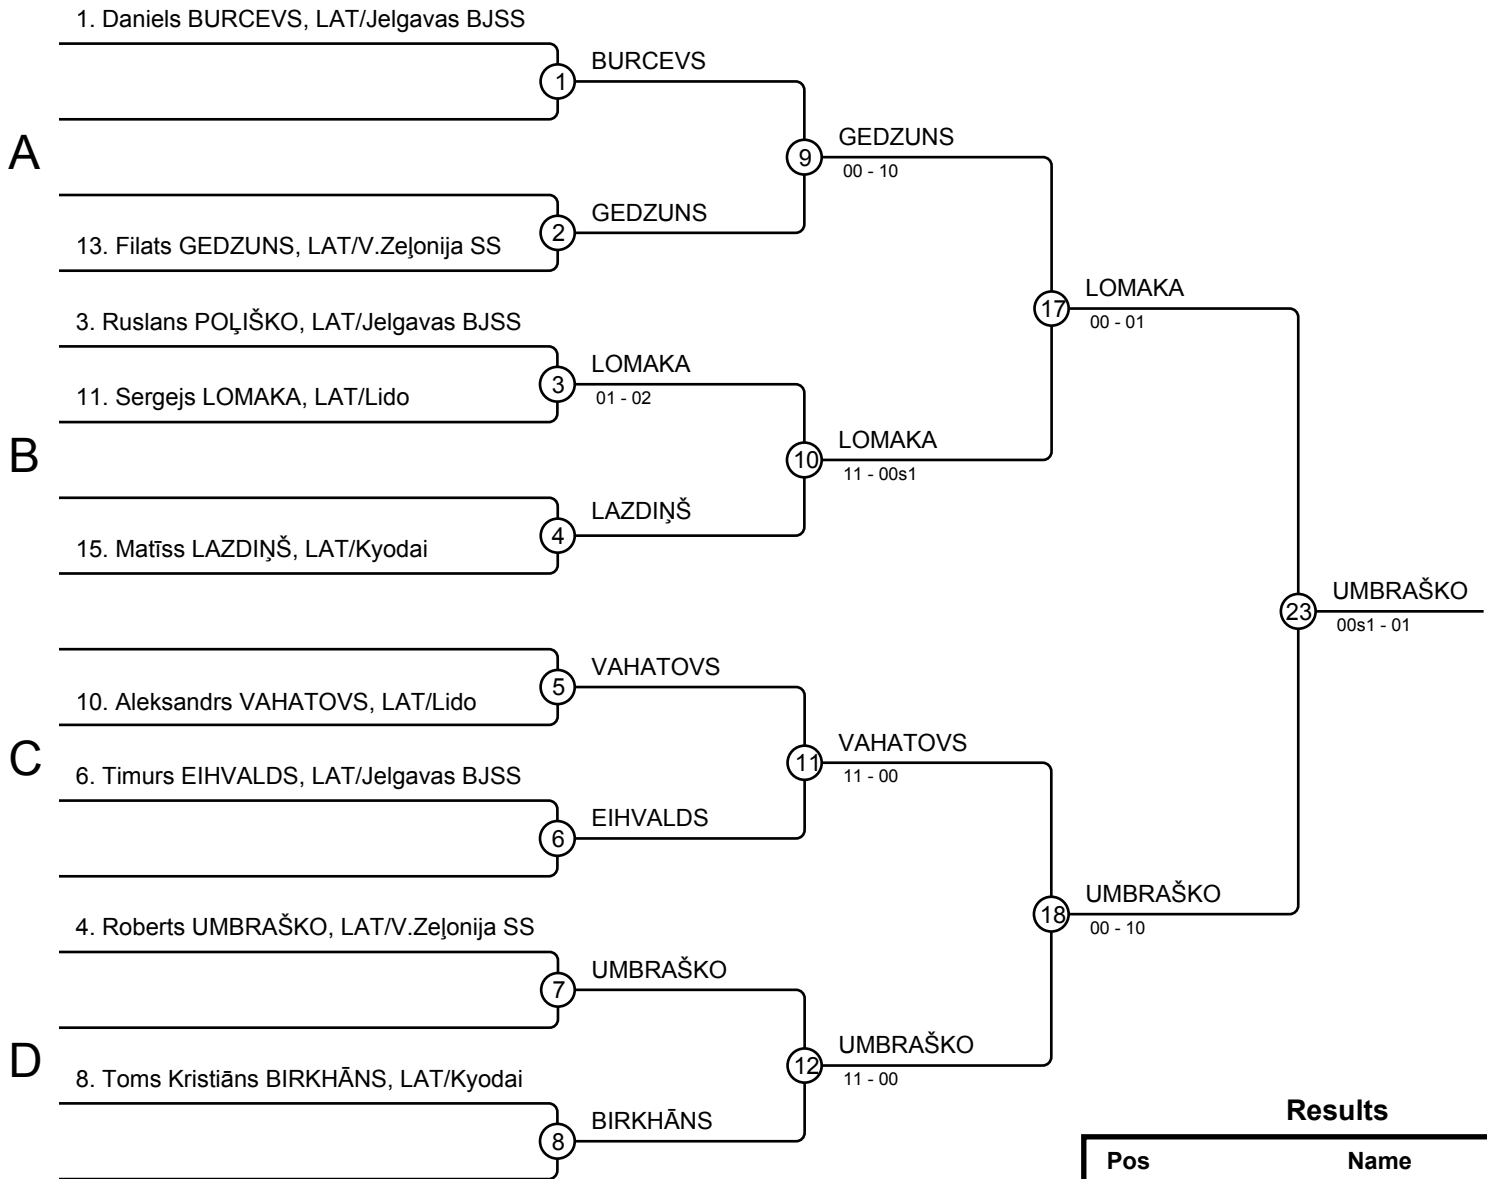 1. Daniels BURCEVS, LAT/Jelgavas BJSS
1
BURCEVS
A
9
GEDZUNS
00 - 10
13. Filats GEDZUNS, LAT/V.Zeļonija SS
2
GEDZUNS
17
LOMAKA
00 - 01
3. Ruslans POĻIŠKO, LAT/Jelgavas BJSS
11. Sergejs LOMAKA, LAT/Lido
3
LOMAKA
01 - 02
B
10
LOMAKA
11 - 00s1
15. Matīss LAZDIŅŠ, LAT/Kyodai
4
LAZDIŅŠ
23
UMBRAŠKO
00s1 - 01
10. Aleksandrs VAHATOVS, LAT/Lido
5
VAHATOVS
C
11
VAHATOVS
11 - 00
6. Timurs EIHVALDS, LAT/Jelgavas BJSS
6
EIHVALDS
18
UMBRAŠKO
00 - 10
4. Roberts UMBRAŠKO, LAT/V.Zeļonija SS
7
UMBRAŠKO
D
12
UMBRAŠKO
11 - 00
8. Toms Kristiāns BIRKHĀNS, LAT/Kyodai
8
BIRKHĀNS
Results
Pos Name